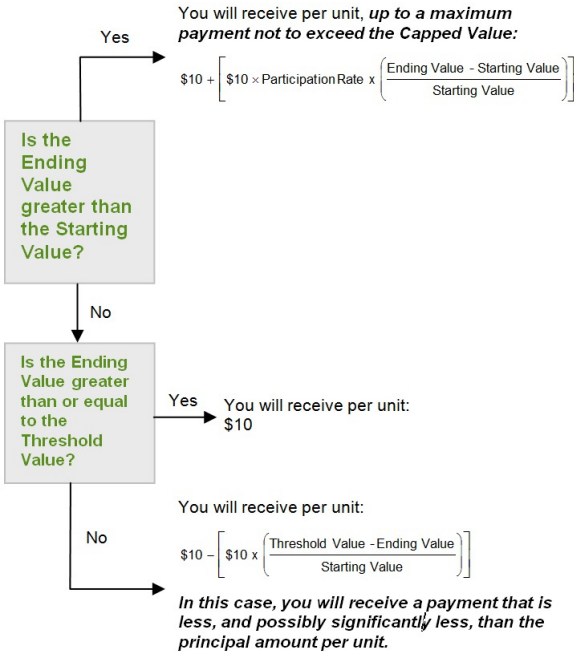 You will receive per unit, up to a maximum
payment not to exceed the Capped Value:
Yes
$10 + [ $10 × Participation Rate x ( Ending Value - Starting Value / Starting Value ) ]
Is the
Ending
Value
greater than
the Starting
Value?
No
Is the Ending
Value greater
than or equal
to the
Threshold
Value?
Yes
You will receive per unit:
$10
You will receive per unit:
No
$10 – [ $10 x ( Threshold Value - Ending Value / Starting Value ) ]
In this case, you will receive a payment that is
less, and possibly significantly less, than the
principal amount per unit.